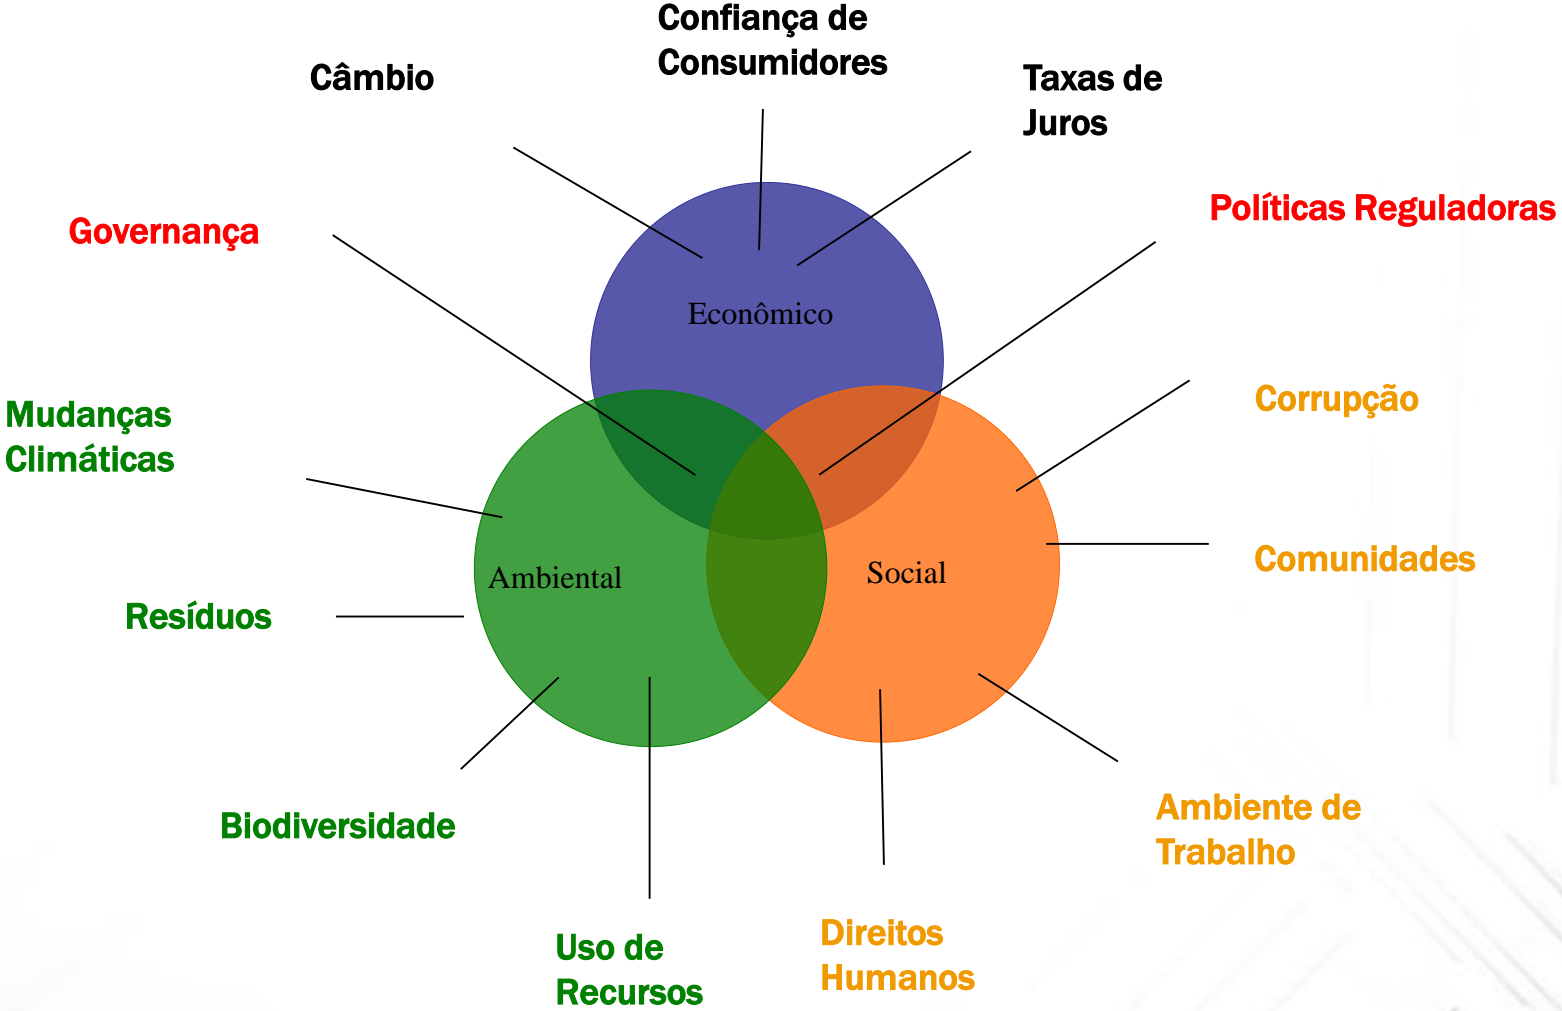 Confiança de
Consumidores
Câmbio
Taxas de
Juros
Políticas Reguladoras
Governança
Econômico
Corrupção
Mudanças
Climáticas
Comunidades
Social
Ambiental
Resíduos
Ambiente de
Trabalho
Biodiversidade
Direitos
Humanos
Uso de
Recursos